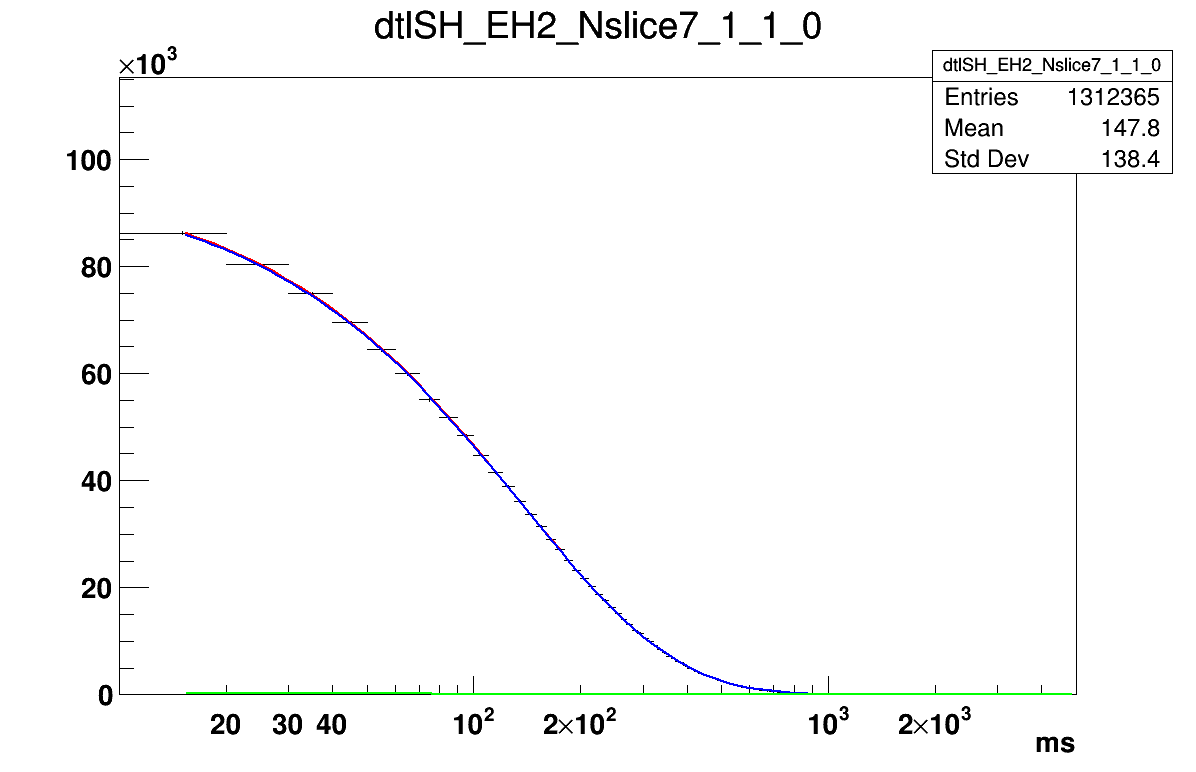 dtlSH_EH2_Nslice7_1_1_0
×10³
dtlSH_EH2_Nslice7_1_1_0
Entries 1312365
Mean 147.8
Std Dev 138.4
100
80
60
40
20
0
20 30 40 10² 2×10² 10³ 2×10³
ms